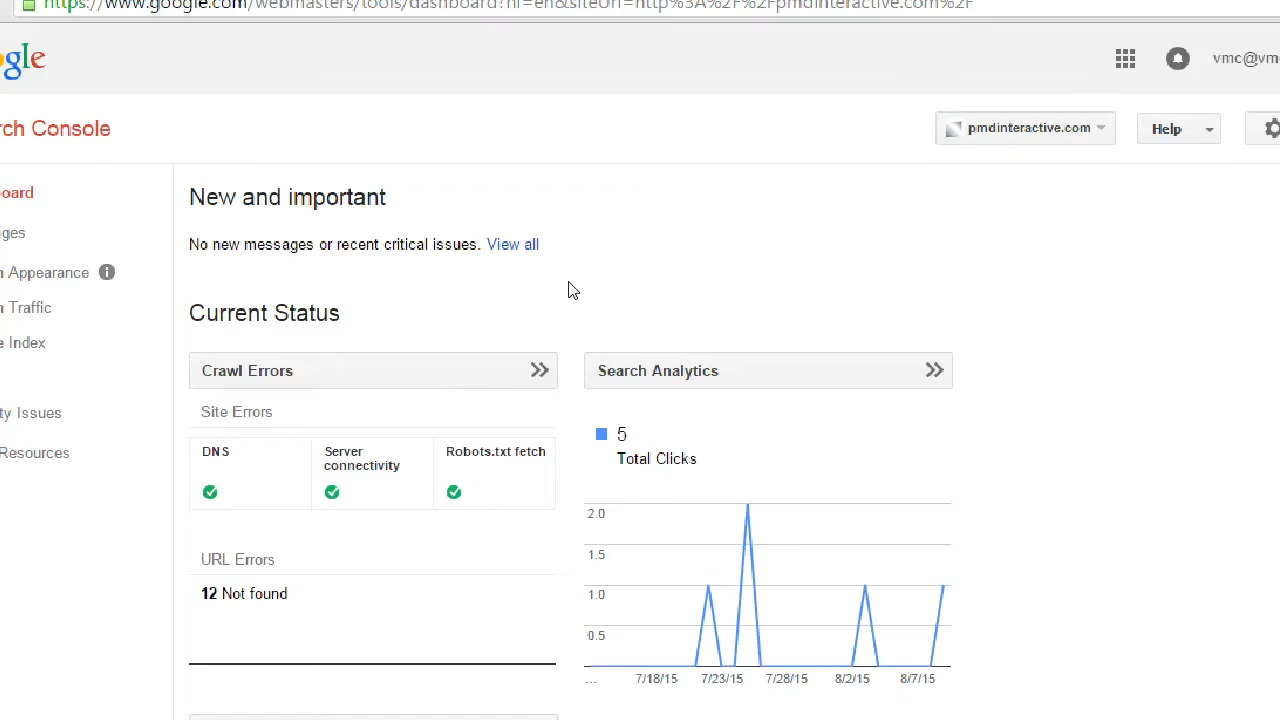 https://www.google.com/webmasters/tools/dashboard?hl=en&siteUrl=http%3A%2F%2Fpmdinteractive.com%2F
gle
vmc@vm
rch Console
pmdinteractive.com
Help
oard
ges
n Appearance
n Traffic
e Index
ty Issues
Resources
New and important
No new messages or recent critical issues. View all
Current Status
Crawl Errors
Site Errors
DNS
Server
connectivity
Robots.txt fetch
URL Errors
12 Not found
Search Analytics
5
Total Clicks
2.0
1.5
1.0
0.5
... 7/18/15 7/23/15 7/28/15 8/2/15 8/7/15